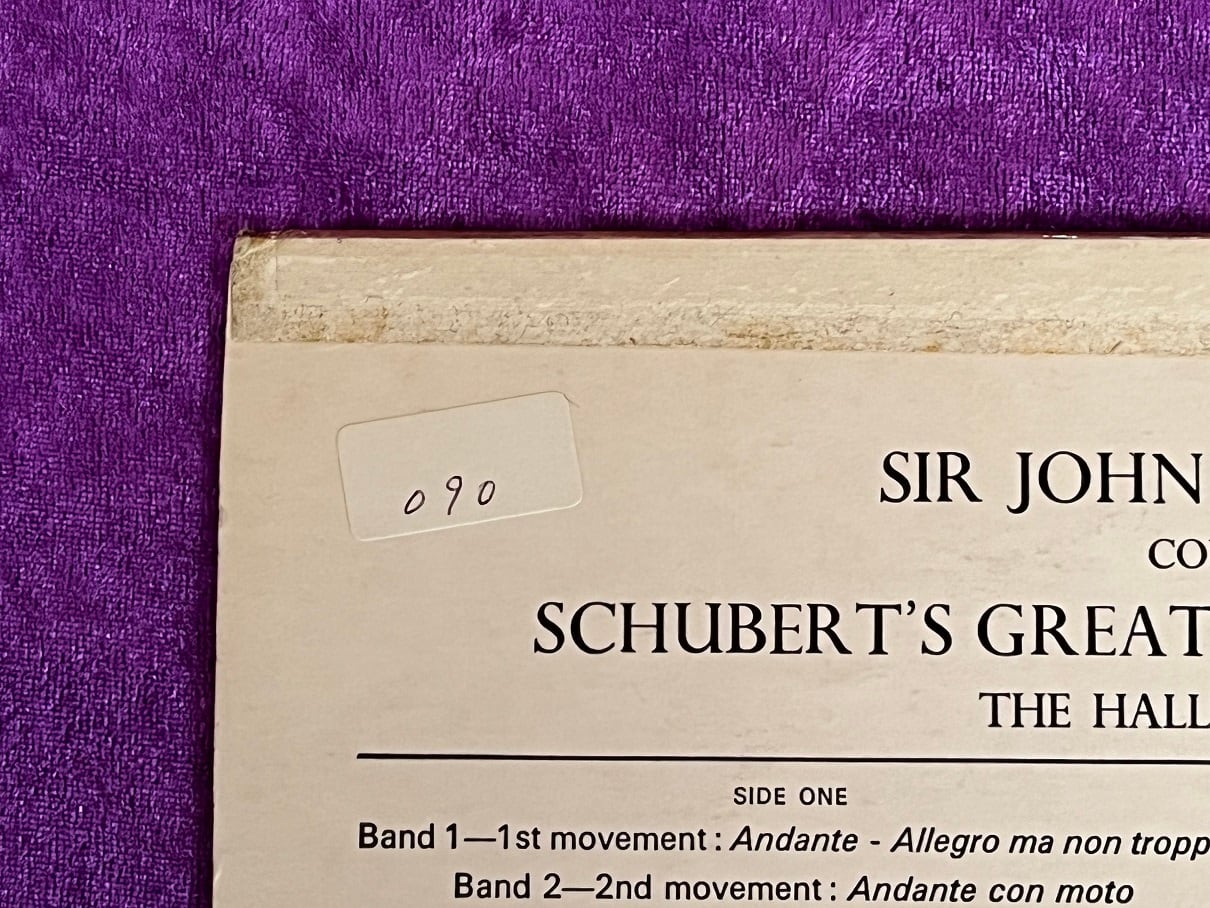 090
SIR JOHN
CO
SCHUBERT'S GREAT
THE HALL
SIDE ONE
Band 1—1st movement: Andante - Allegro ma non tropp
Band 2—2nd movement: Andante con moto